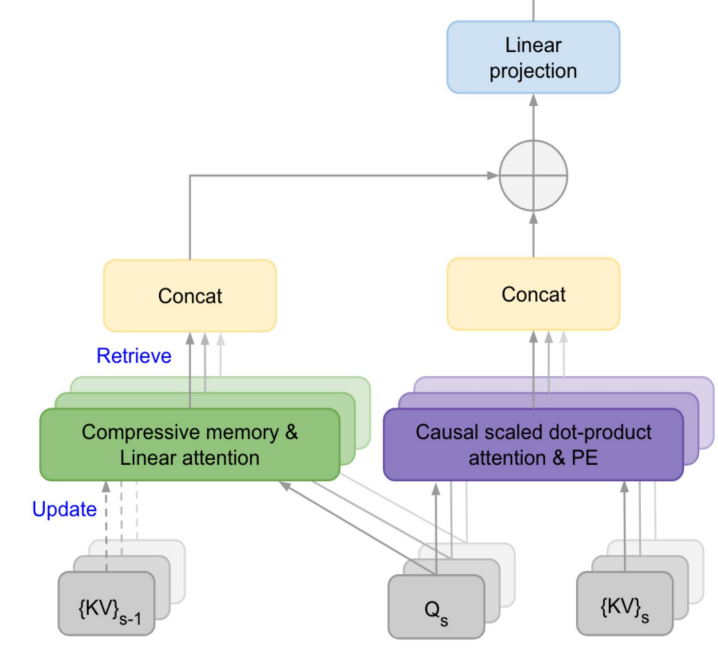 Linear
projection
Concat
Concat
Retrieve
Compressive memory &
Linear attention
Causal scaled dot-product
attention & PE
Update
{KV}s-1
Qs
{KV}s